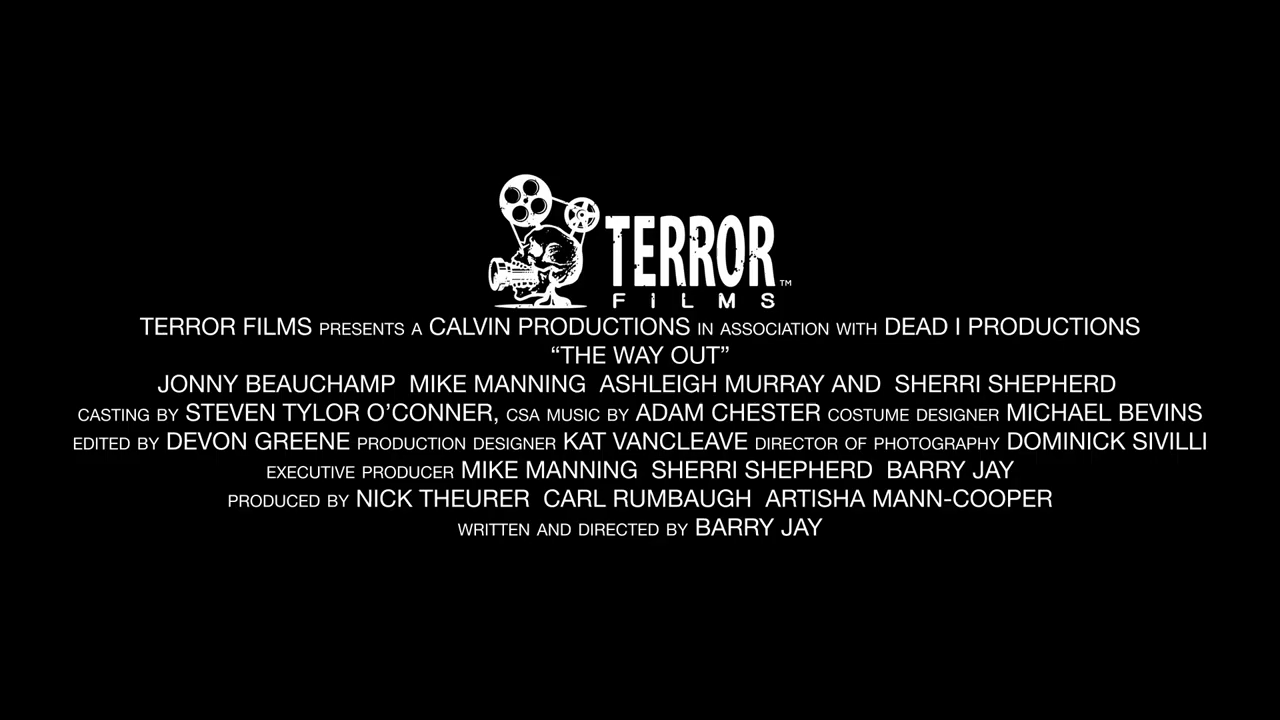 TERROR™
FILMS
TERROR FILMS PRESENTS A CALVIN PRODUCTIONS IN ASSOCIATION WITH DEAD I PRODUCTIONS
“THE WAY OUT”
JONNY BEAUCHAMP MIKE MANNING ASHLEIGH MURRAY AND SHERRI SHEPHERD
CASTING BY STEVEN TYLOR O’CONNER, CSA MUSIC BY ADAM CHESTER COSTUME DESIGNER MICHAEL BEVINS
EDITED BY DEVON GREENE PRODUCTION DESIGNER KAT VANCLEAVE DIRECTOR OF PHOTOGRAPHY DOMINICK SIVILLI
EXECUTIVE PRODUCER MIKE MANNING SHERRI SHEPHERD BARRY JAY
PRODUCED BY NICK THEURER CARL RUMBAUGH ARTISHA MANN-COOPER
WRITTEN AND DIRECTED BY BARRY JAY